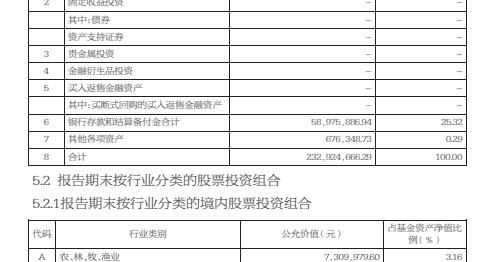 2 固定收益投资 – –
其中:债券 – –
资产支持证券 – –
3 贵金属投资 – –
4 金融衍生品投资 – –
5 买入返售金融资产 – –
其中:买断式回购的买入返售金融资产 – –
6 银行存款和结算备付金合计 58,975,886.94 25.32
7 其他各项资产 676,348.73 0.29
8 合计 232,924,666.29 100.00
5.2 报告期末按行业分类的股票投资组合
5.2.1报告期末按行业分类的境内股票投资组合
代码 行业类别 公允价值(元) 占基金资产净值比
例(%)
A 农,林,牧,渔业 7,309,979.60 3.16